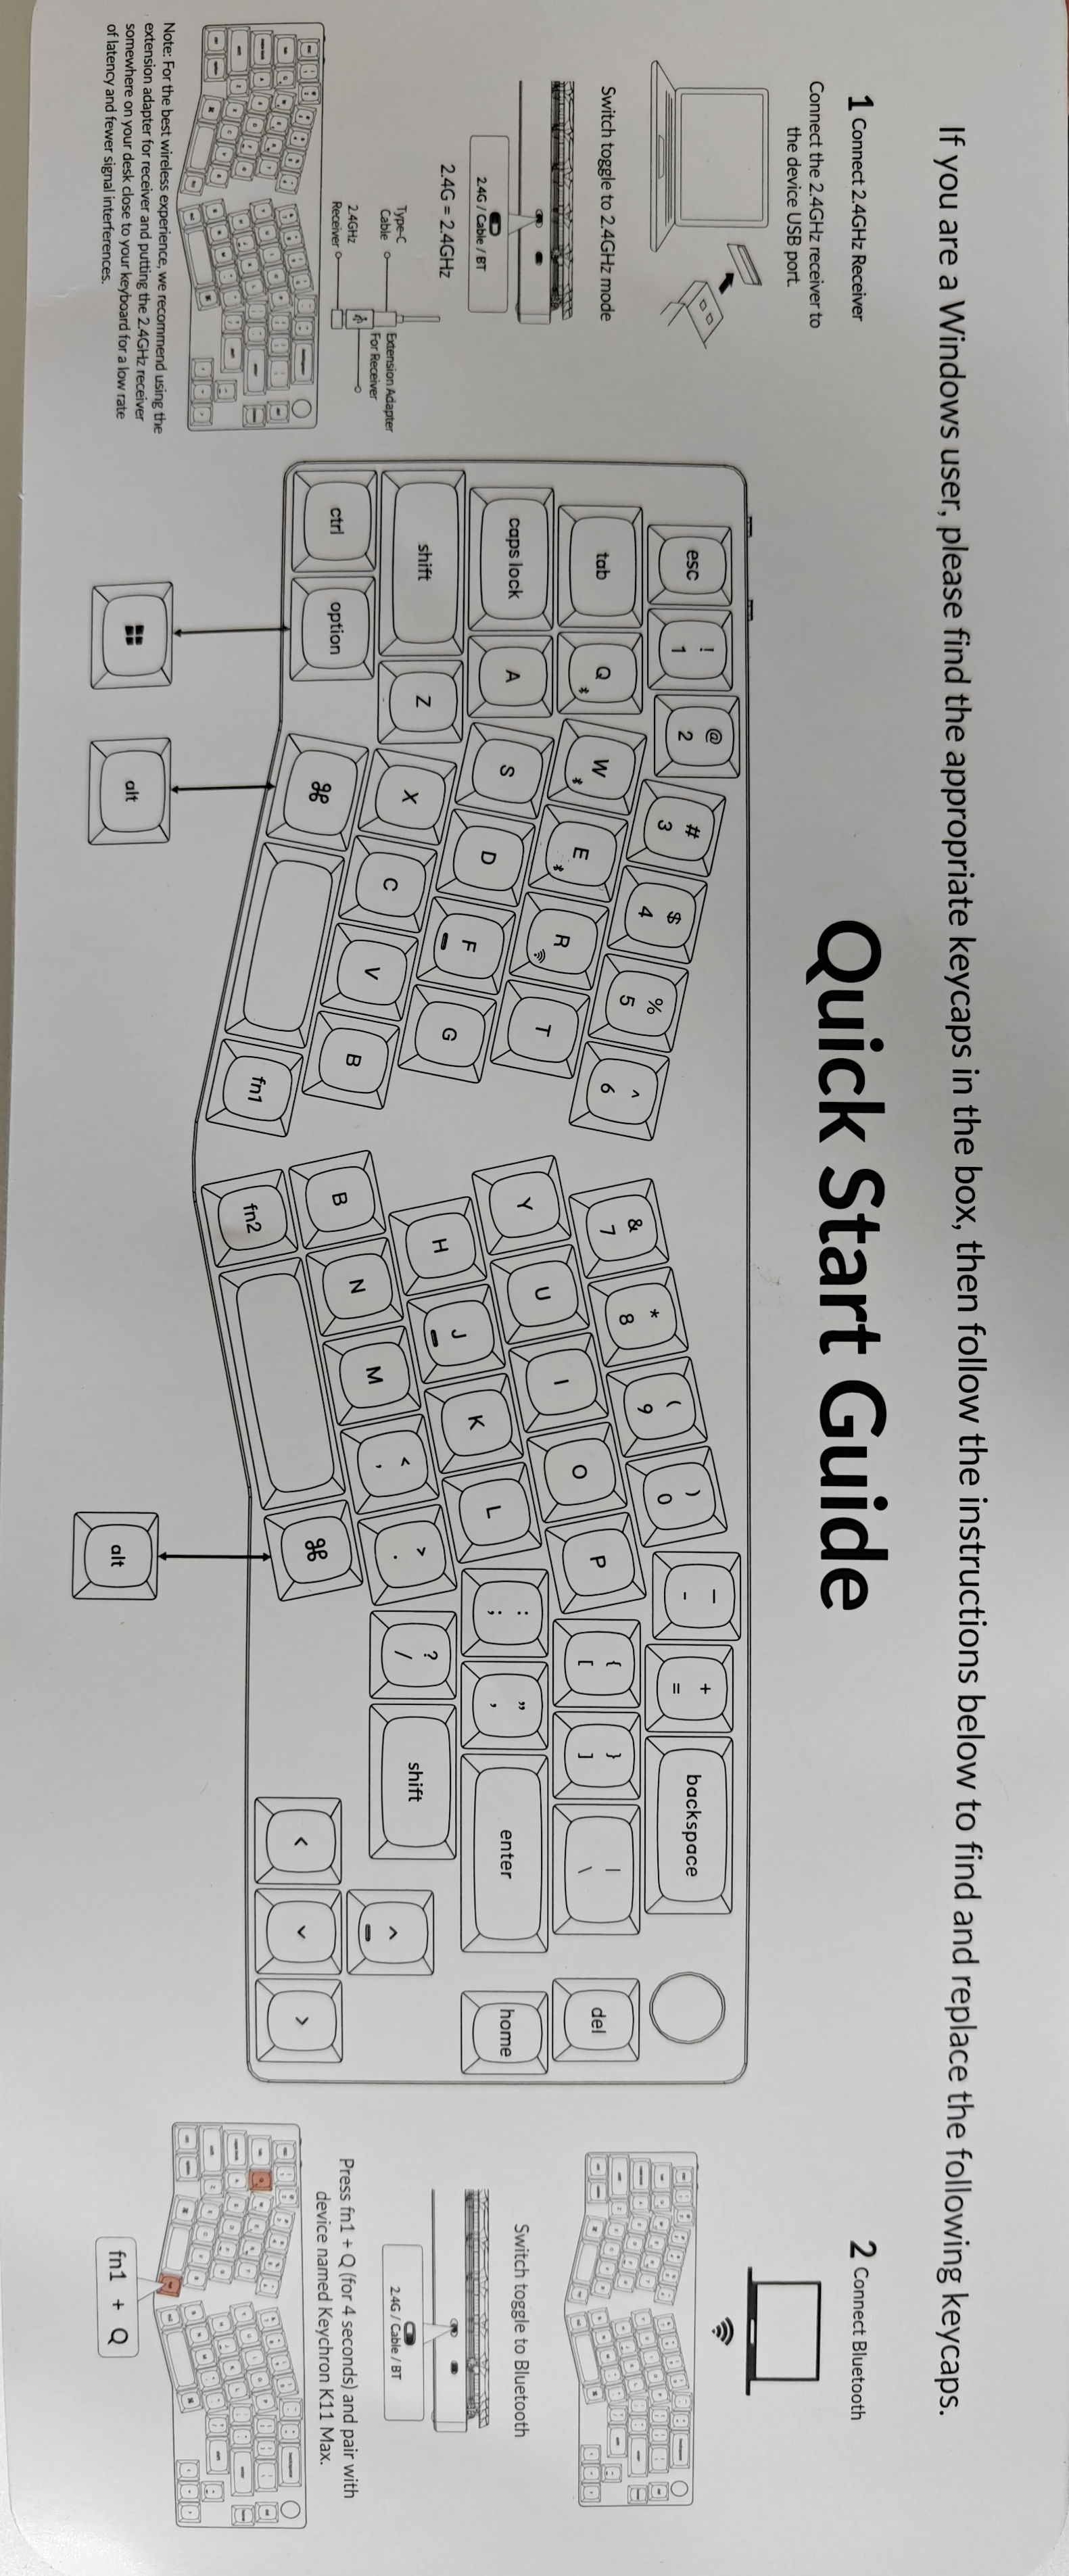 If you are a Windows user, please find the appropriate keycaps in the box, then follow the instructions below to find and replace the following keycaps.
Quick Start Guide
1 Connect 2.4GHz Receiver
Connect the 2.4GHz receiver to
the device USB port.
Switch toggle to 2.4GHz mode
2.4G / Cable / BT
2.4G = 2.4GHz
Type-C
Cable
2.4GHz
Receiver
Extension Adapter
For Receiver
Note: For the best wireless experience, we recommend using the
extension adapter for receiver and putting the 2.4GHz receiver
somewhere on your desk close to your keyboard for a low rate
of latency and fewer signal interferences.
esc ! 1 @ 2 # 3 $ 4 % 5 ^ 6 & 7 * 8 ( 9 ) 0 _ - + = backspace
tab Q W E R T Y U I O P { [ } ] | \ del
caps lock A S D F G H J K L : ; " ' enter home
shift Z X C V B B N M < , > . ? / shift ^
ctrl option ⌘ fn1 fn2 ⌘ < v >
alt
alt
2 Connect Bluetooth
Switch toggle to Bluetooth
2.4G / Cable / BT
Press fn1 + Q (for 4 seconds) and pair with
device named Keychron K11 Max.
fn1 + Q